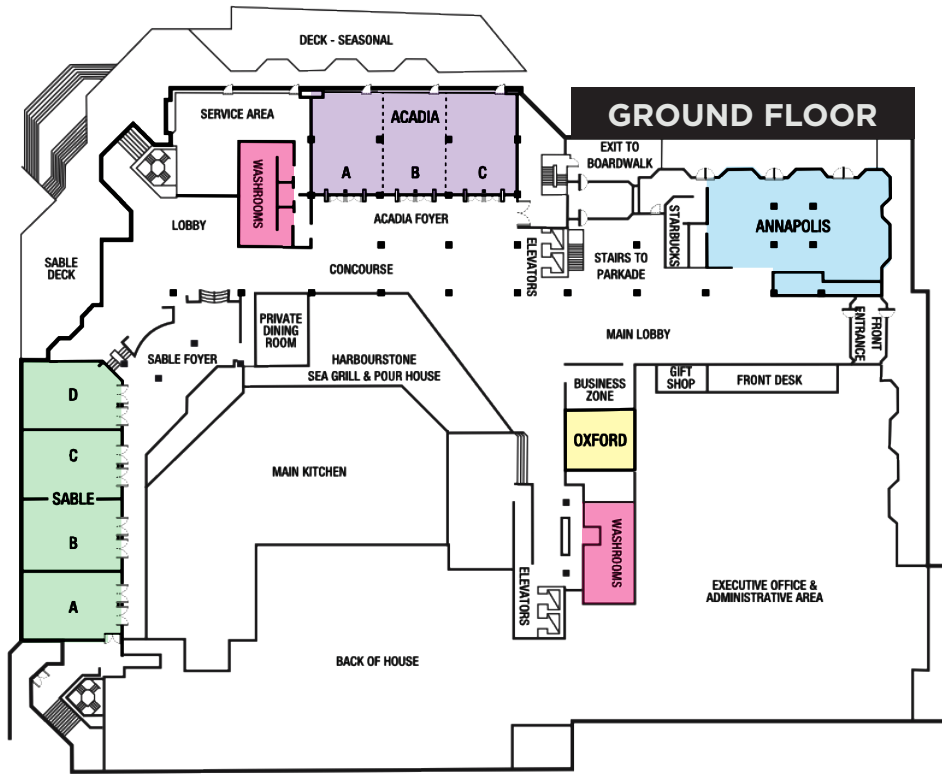 DECK - SEASONAL
GROUND FLOOR
SERVICE AREA
ACADIA
A
B
C
WASHROOMS
EXIT TO
BOARDWALK
LOBBY
ACADIA FOYER
STARBUCKS
ANNAPOLIS
ELEVATORS
STAIRS TO
PARKADE
SABLE
DECK
CONCOURSE
PRIVATE
DINING
ROOM
MAIN LOBBY
FRONT
ENTRANCE
SABLE FOYER
HARBOURSTONE
SEA GRILL & POUR HOUSE
BUSINESS
ZONE
GIFT
SHOP
FRONT DESK
D
C
SABLE
B
A
OXFORD
MAIN KITCHEN
WASHROOMS
ELEVATORS
EXECUTIVE OFFICE &
ADMINISTRATIVE AREA
BACK OF HOUSE